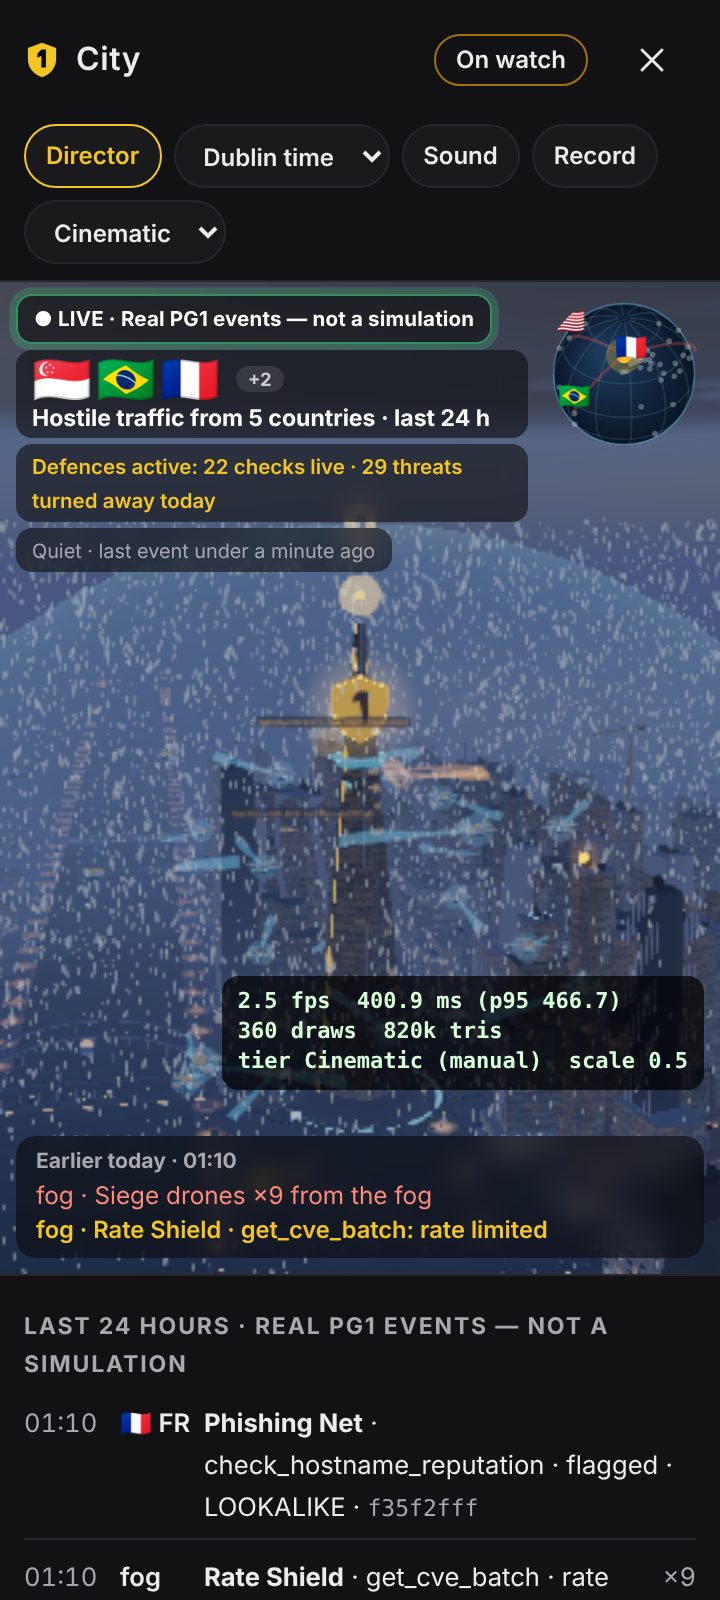 1 City
On watch
Director
Dublin time
Sound
Record
Cinematic
LIVE · Real PG1 events — not a simulation
+2
Hostile traffic from 5 countries · last 24 h
Defences active: 22 checks live · 29 threats
turned away today
Quiet · last event under a minute ago
1
2.5 fps 400.9 ms (p95 466.7)
360 draws 820k tris
tier Cinematic (manual) scale 0.5
Earlier today · 01:10
fog · Siege drones ×9 from the fog
fog · Rate Shield · get_cve_batch: rate limited
LAST 24 HOURS · REAL PG1 EVENTS — NOT A
SIMULATION
01:10 FR Phishing Net ·
check_hostname_reputation · flagged ·
LOOKALIKE · f35f2fff
01:10 fog Rate Shield · get_cve_batch · rate ×9